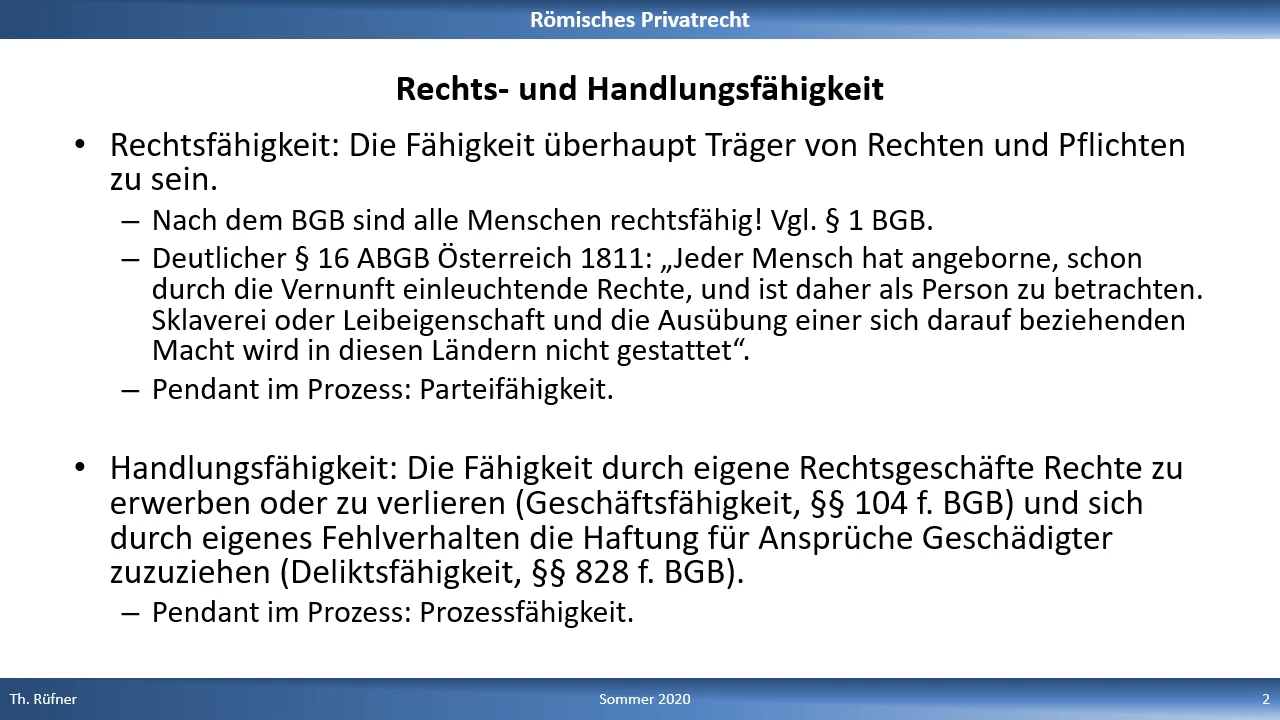 Römisches Privatrecht
Rechts- und Handlungsfähigkeit
• Rechtsfähigkeit: Die Fähigkeit überhaupt Träger von Rechten und Pflichten
zu sein.
– Nach dem BGB sind alle Menschen rechtsfähig! Vgl. § 1 BGB.
– Deutlicher § 16 ABGB Österreich 1811: „Jeder Mensch hat angeborne, schon
durch die Vernunft einleuchtende Rechte, und ist daher als Person zu betrachten.
Sklaverei oder Leibeigenschaft und die Ausübung einer sich darauf beziehenden
Macht wird in diesen Ländern nicht gestattet“.
– Pendant im Prozess: Parteifähigkeit.
• Handlungsfähigkeit: Die Fähigkeit durch eigene Rechtsgeschäfte Rechte zu
erwerben oder zu verlieren (Geschäftsfähigkeit, §§ 104 f. BGB) und sich
durch eigenes Fehlverhalten die Haftung für Ansprüche Geschädigter
zuzuziehen (Deliktsfähigkeit, §§ 828 f. BGB).
– Pendant im Prozess: Prozessfähigkeit.
Th. Rüfner
Sommer 2020
2